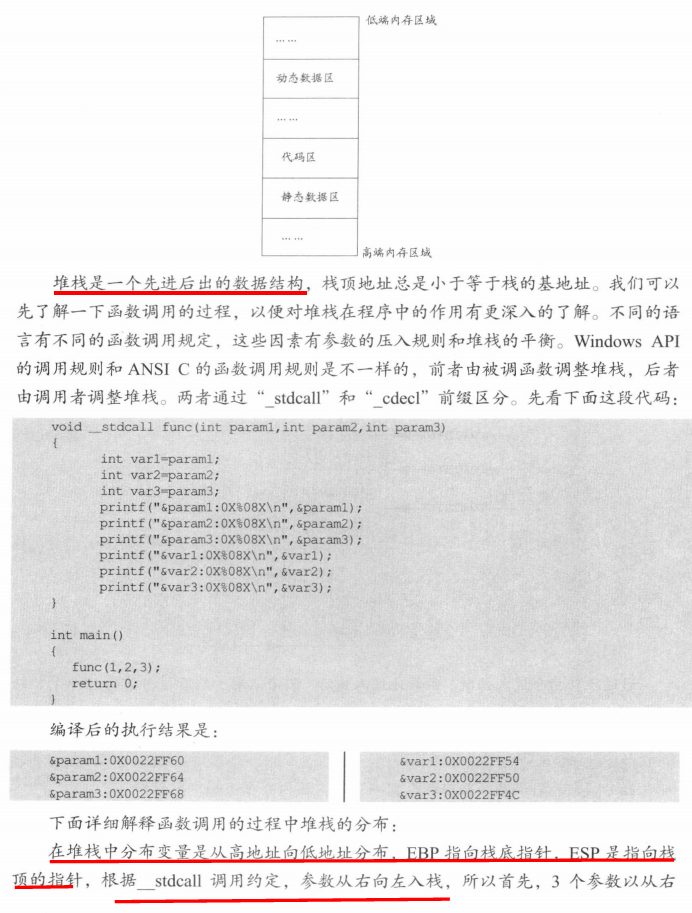 低端内存区域
... ...
动态数据区
... ...
代码区
静态数据区
... ...
高端内存区域
堆栈是一个先进后出的数据结构，栈顶地址总是小于等于栈的基地址。我们可以
先了解一下函数调用的过程，以便对堆栈在程序中的作用有更深入的了解。不同的语
言有不同的函数调用规定，这些因素有参数的压入规则和堆栈的平衡。Windows API
的调用规则和 ANSI C 的函数调用规则是不一样的，前者由被调函数调整堆栈，后者
由调用者调整堆栈。两者通过“_stdcall”和“_cdecl”前缀区分。先看下面这段代码：
void __stdcall func(int param1,int param2,int param3)
{
int var1=param1;
int var2=param2;
int var3=param3;
printf("&param1:0X%08X\n",&param1);
printf("&param2:0X%08X\n",&param2);
printf("&param3:0X%08X\n",&param3);
printf("&var1:0X%08X\n",&var1);
printf("&var2:0X%08X\n",&var2);
printf("&var3:0X%08X\n",&var3);
}
int main()
{
func(1,2,3);
return 0;
}
编译后的执行结果是：
&param1:0X0022FF60
&param2:0X0022FF64
&param3:0X0022FF68
&var1:0X0022FF54
&var2:0X0022FF50
&var3:0X0022FF4C
下面详细解释函数调用的过程中堆栈的分布：
在堆栈中分布变量是从高地址向低地址分布，EBP 指向栈底指针，ESP 是指向栈
顶的指针，根据__stdcall 调用约定，参数从右向左入栈，所以首先，3 个参数以从右